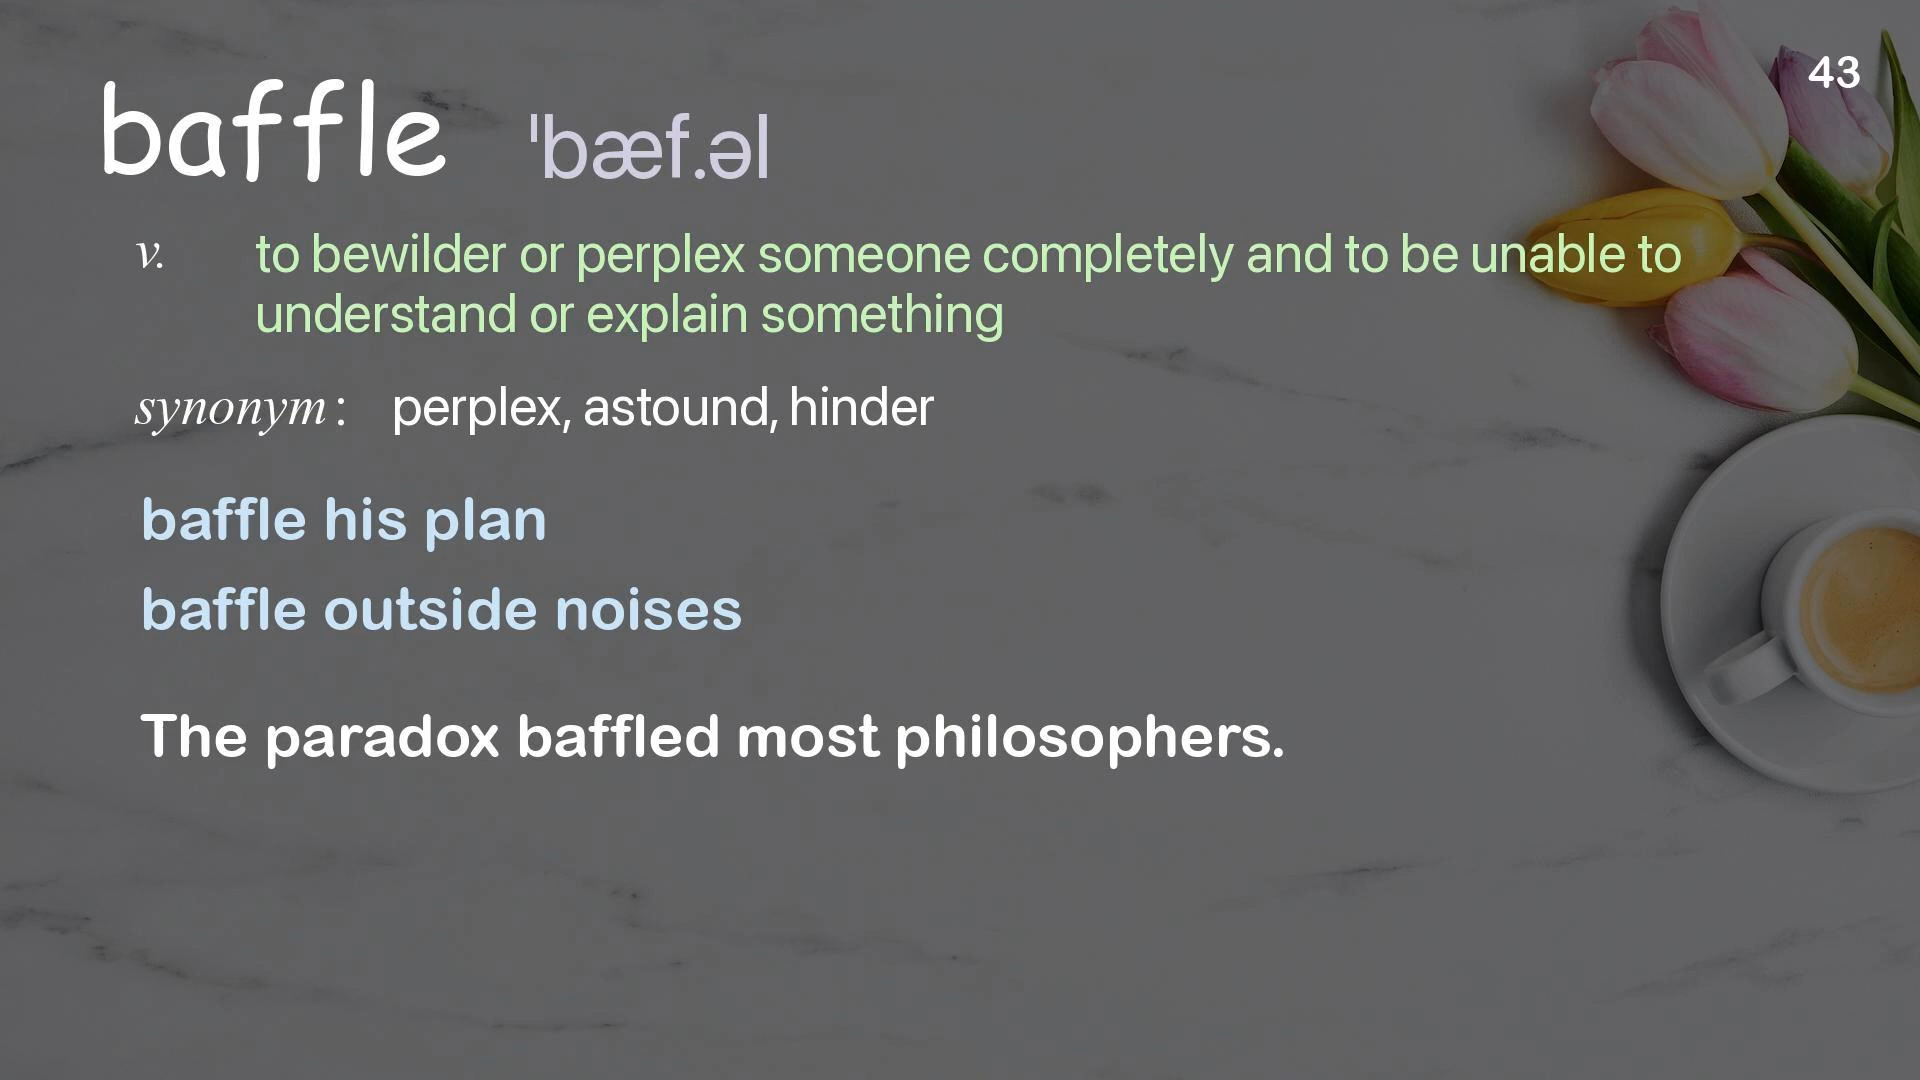 43
baffle ˈbæf.əl
v. to bewilder or perplex someone completely and to be unable to
understand or explain something
synonym: perplex, astound, hinder
baffle his plan
baffle outside noises
The paradox baffled most philosophers.